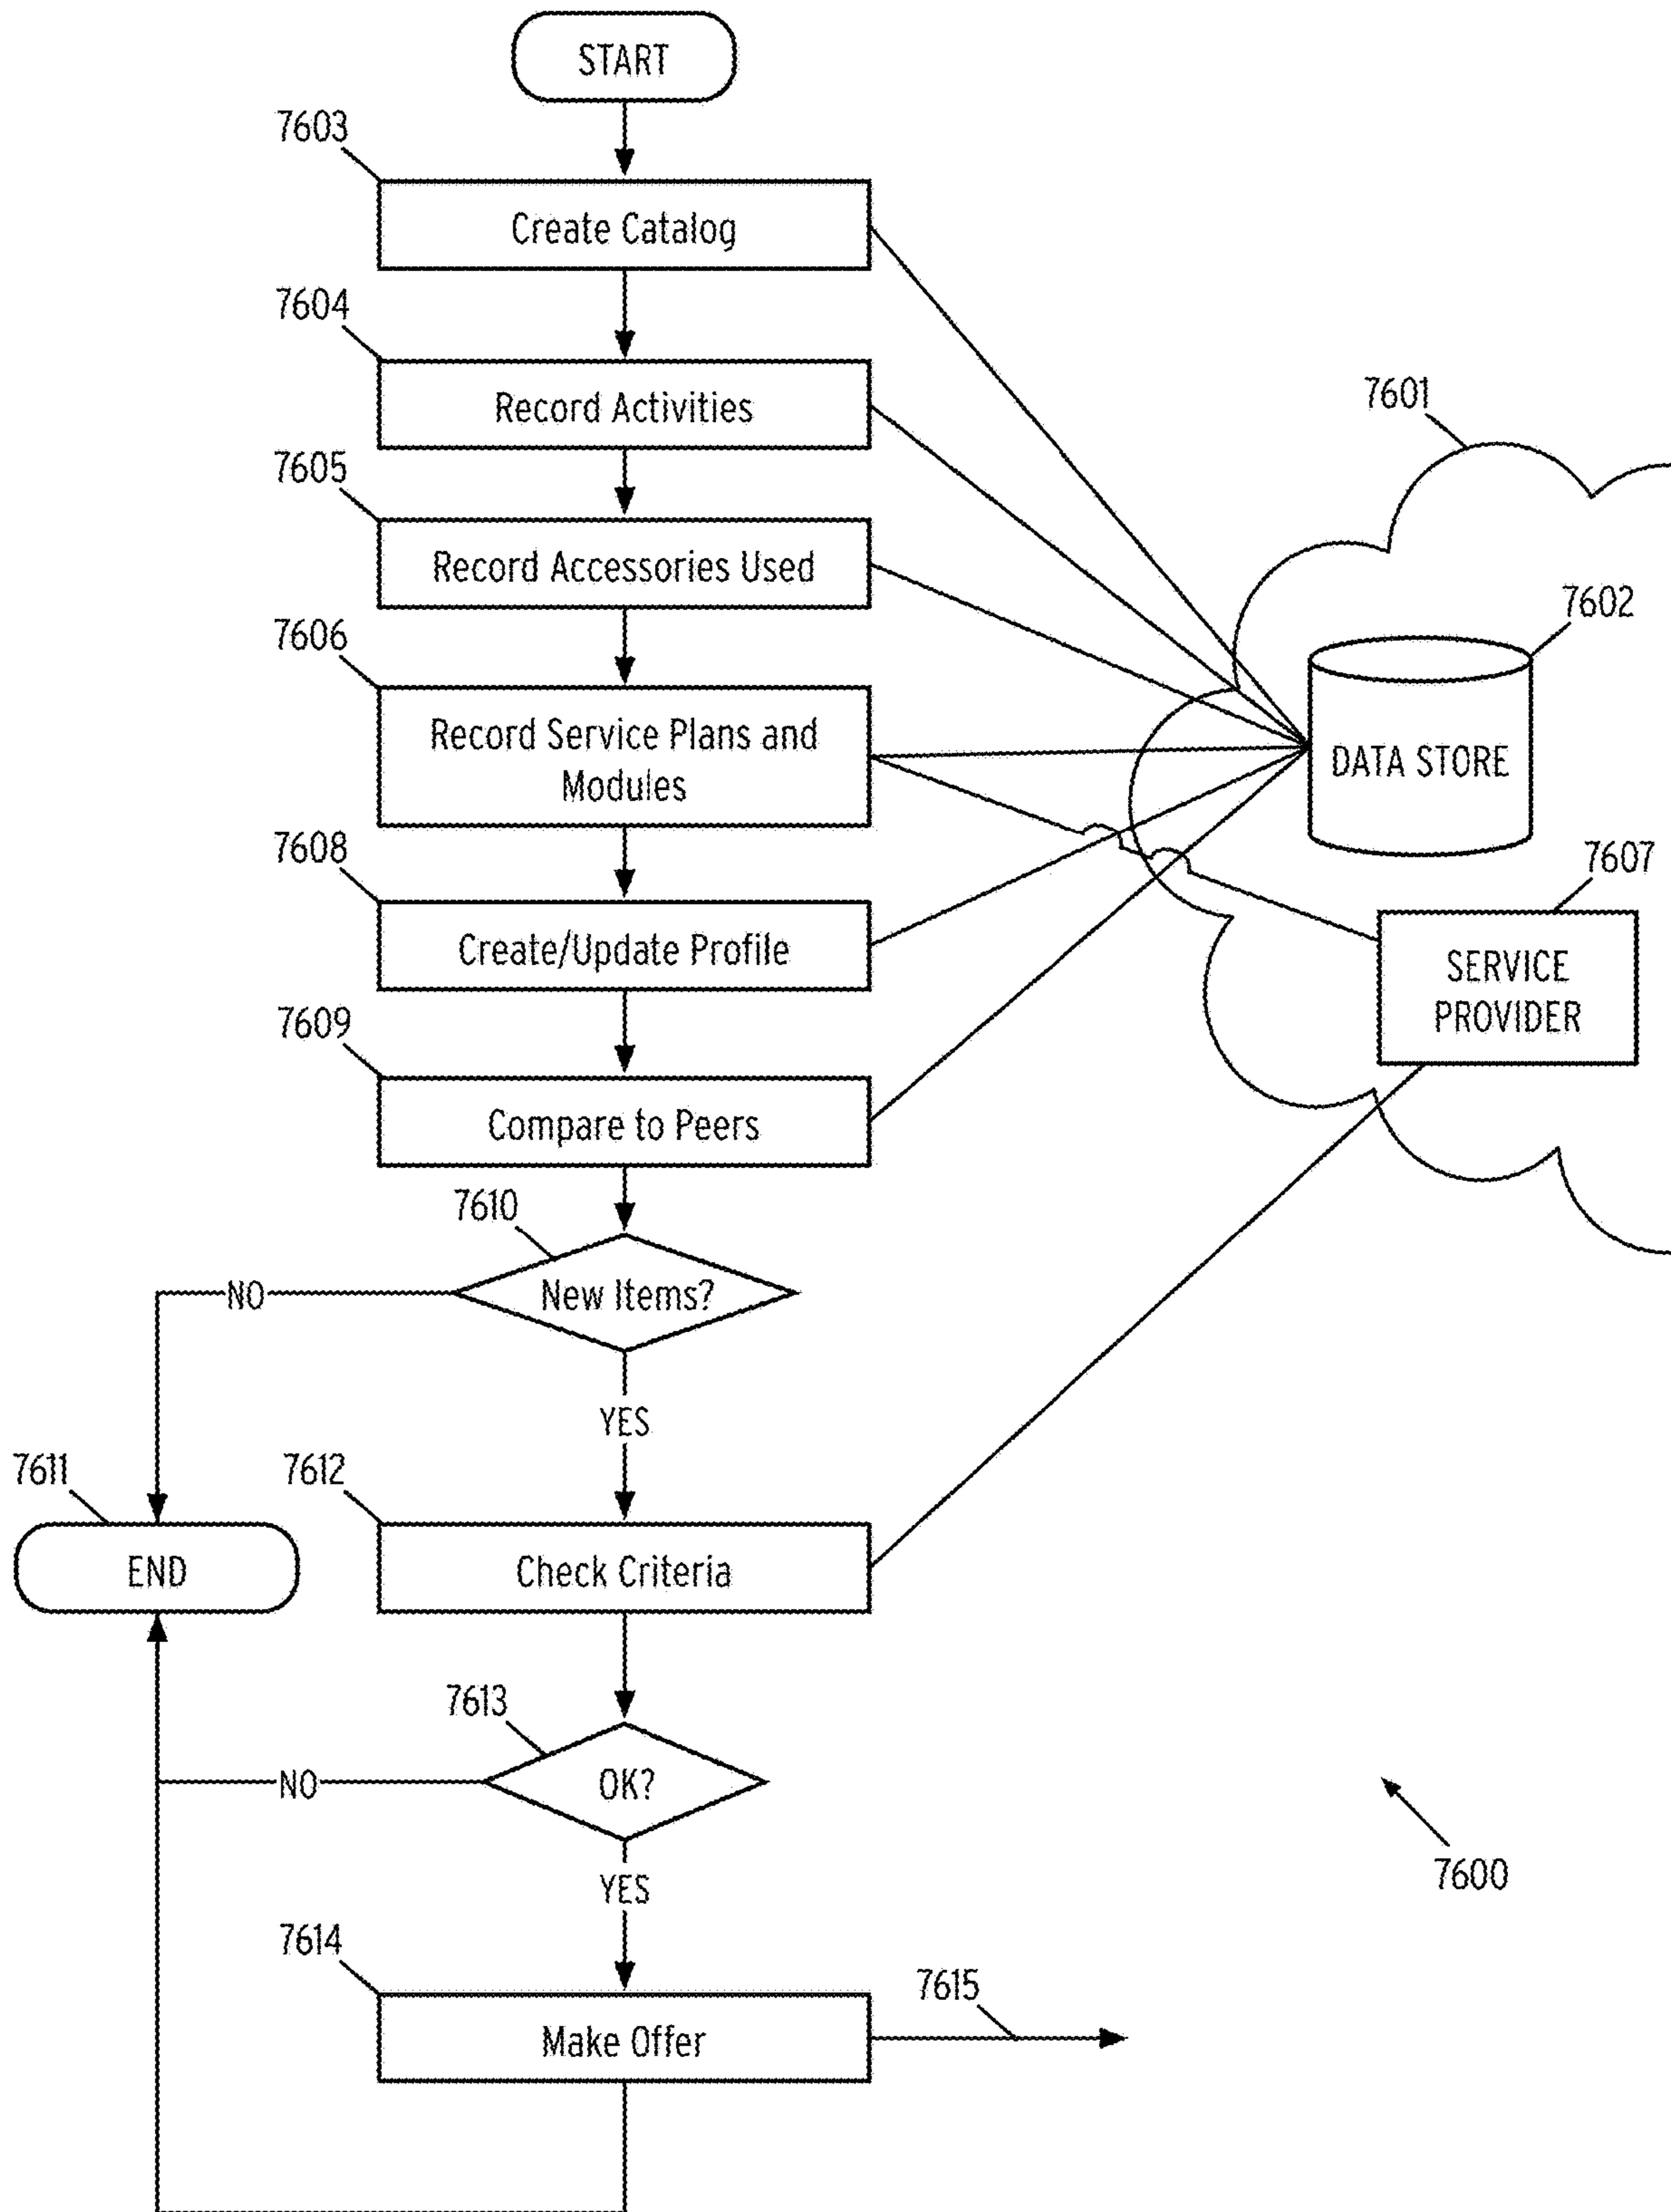 START
7603
Create Catalog
7604
Record Activities
7601
7605
Record Accessories Used
7602
7606
Record Service Plans and
Modules
DATA STORE
7608
7607
Create/Update Profile
SERVICE
PROVIDER
7609
Compare to Peers
7610
New Items?
NO
YES
7611
7612
END
Check Criteria
7613
OK?
NO
YES
7600
7614
7615
Make Offer